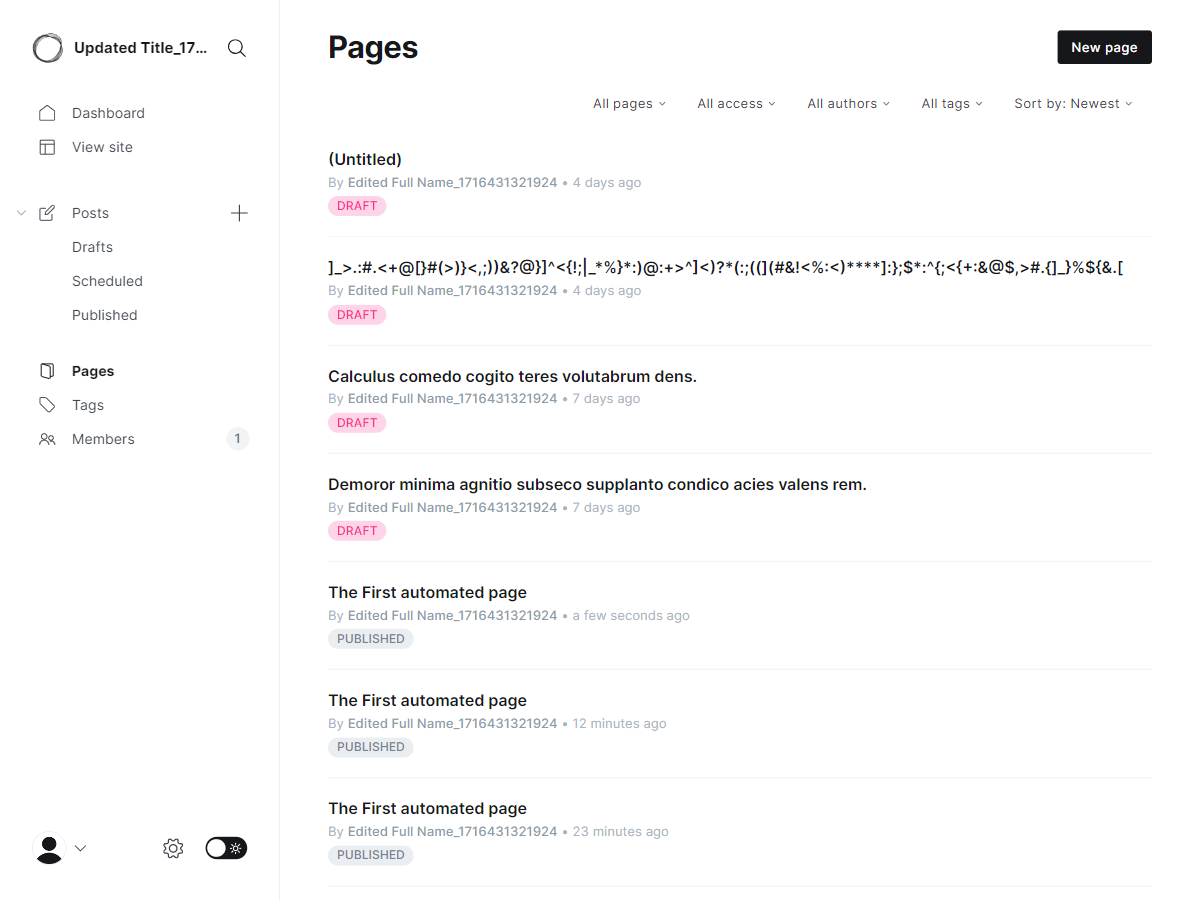 Updated Title_17...
Dashboard
View site
Posts
Drafts
Scheduled
Published
Pages
Tags
Members
1
Pages
New page
All pages
All access
All authors
All tags
Sort by: Newest
(Untitled)
By Edited Full Name_1716431321924 • 4 days ago
DRAFT
]_>.:#.<+@[}#(>)}<,;))&?@}]^<{!;|_*%}*:)@:+>^]<)?*(:;((](#&!<%:<)****]:};$*:^{;<{+:&@$,>#.{]_}%${&.[
By Edited Full Name_1716431321924 • 4 days ago
DRAFT
Calculus comedo cogito teres volutabrum dens.
By Edited Full Name_1716431321924 • 7 days ago
DRAFT
Demoror minima agnitio subseco supplanto condico acies valens rem.
By Edited Full Name_1716431321924 • 7 days ago
DRAFT
The First automated page
By Edited Full Name_1716431321924 • a few seconds ago
PUBLISHED
The First automated page
By Edited Full Name_1716431321924 • 12 minutes ago
PUBLISHED
The First automated page
By Edited Full Name_1716431321924 • 23 minutes ago
PUBLISHED